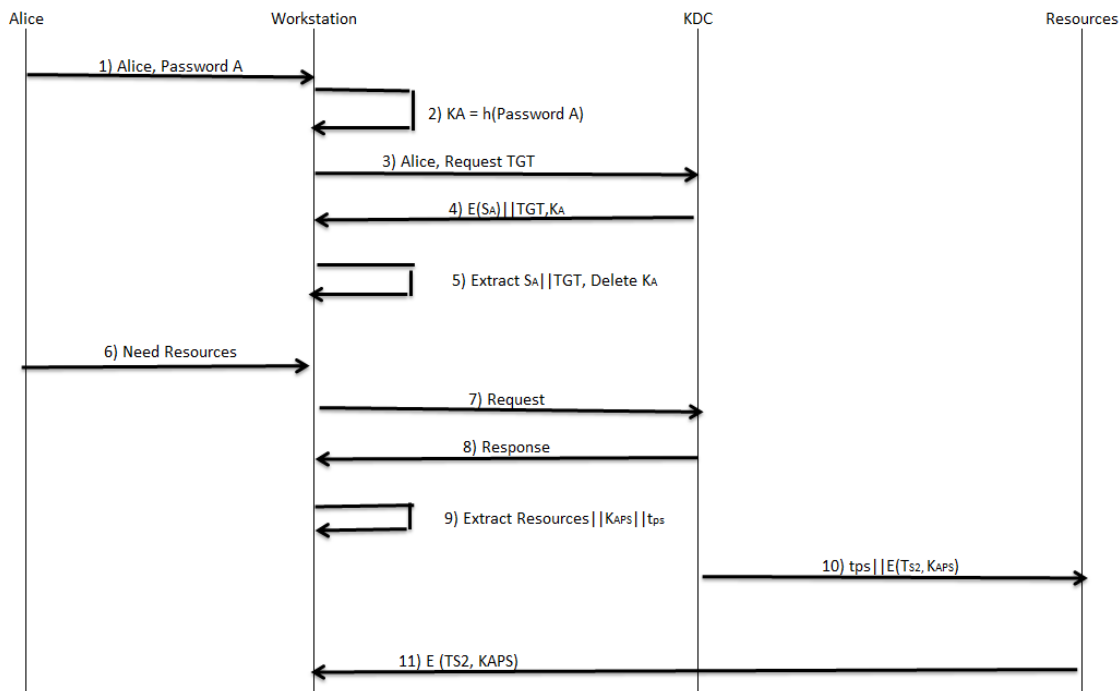 Alice
Workstation
KDC
Resources
1) Alice, Password A
2) KA = h(Password A)
3) Alice, Request TGT
4) E(SA)||TGT,KA
5) Extract SA||TGT, Delete KA
6) Need Resources
7) Request
8) Response
9) Extract Resources||KAPS||tps
10) tps||E(TS2, KAPS)
11) E (TS2, KAPS)